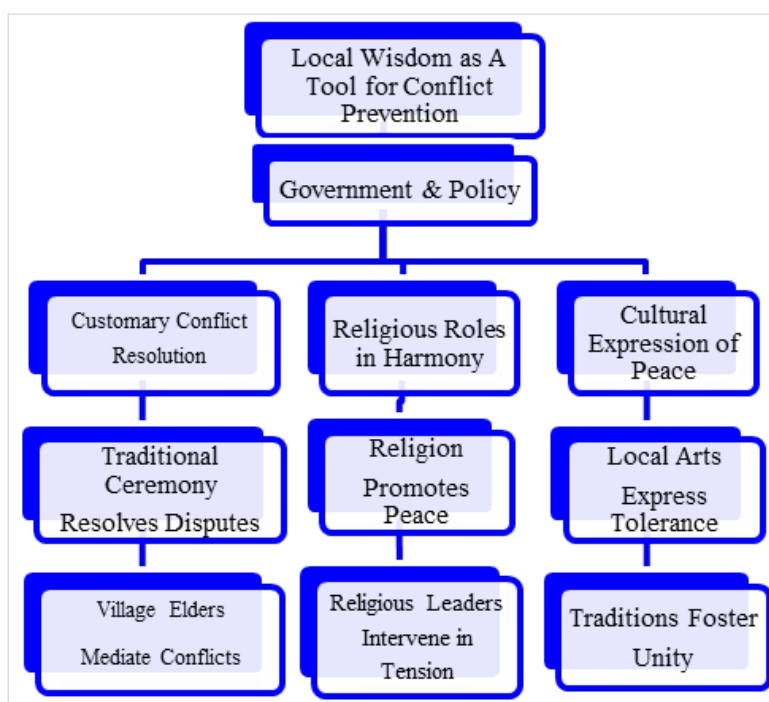 Local Wisdom as A
Tool for Conflict
Prevention
Government & Policy
Customary Conflict
Resolution
Religious Roles
in Harmony
Cultural
Expression of
Peace
Traditional
Ceremony
Resolves Disputes
Religion
Promotes
Peace
Local Arts
Express
Tolerance
Village Elders
Mediate Conflicts
Religious Leaders
Intervene in
Tension
Traditions Foster
Unity